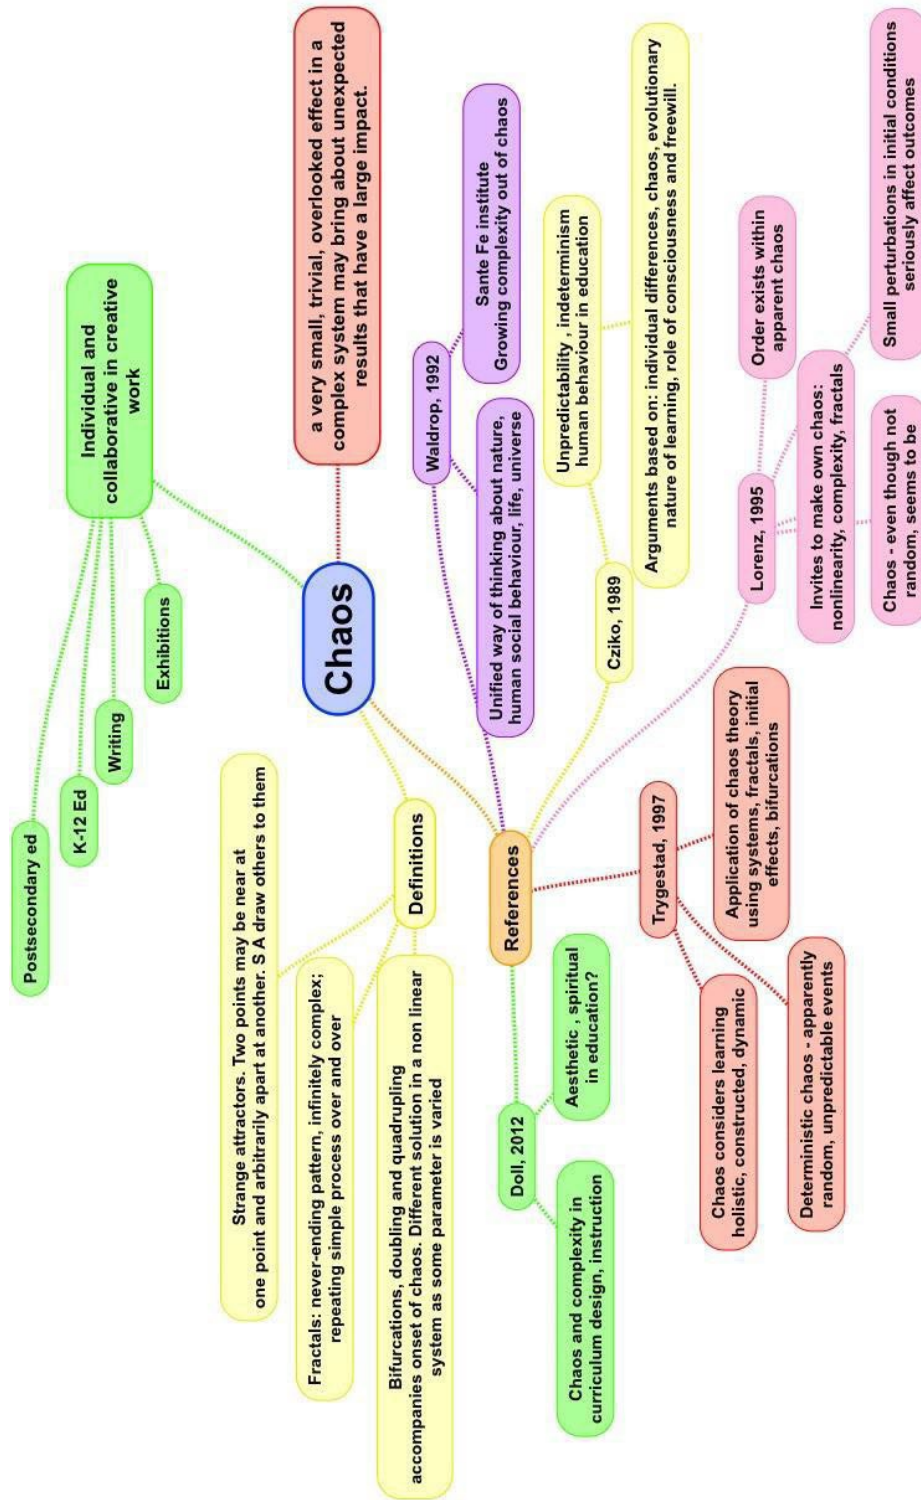 Chaos
a very small, trivial, overlooked effect in a
complex system may bring about unexpected
results that have a large impact.
Individual and
collaborative in creative
work
Postsecondary ed
K-12 Ed
Writing
Exhibitions
Definitions
Strange attractors. Two points may be near at
one point and arbitrarily apart at another. S A draw others to them
Fractals: never-ending pattern, infinitely complex;
repeating simple process over and over
Bifurcations, doubling and quadrupling
accompanies onset of chaos. Different solution in a non linear
system as some parameter is varied
References
Waldrop, 1992
Sante Fe institute
Growing complexity out of chaos
Unified way of thinking about nature,
human social behaviour, life, universe
Cziko, 1989
Unpredictability , indeterminism
human behaviour in education
Arguments based on: individual differences, chaos, evolutionary
nature of learning, role of consciousness and freewill.
Lorenz, 1995
Order exists within
apparent chaos
Invites to make own chaos:
nonlinearity, complexity, fractals
Small perturbations in initial conditions
seriously affect outcomes
Chaos - even though not
random, seems to be
Trygestad, 1997
Application of chaos theory
using systems, fractals, initial
effects, bifurcations
Chaos considers learning
holistic, constructed, dynamic
Deterministic chaos - apparently
random, unpredictable events
Doll, 2012
Aesthetic , spiritual
in education?
Chaos and complexity in
curriculum design, instruction